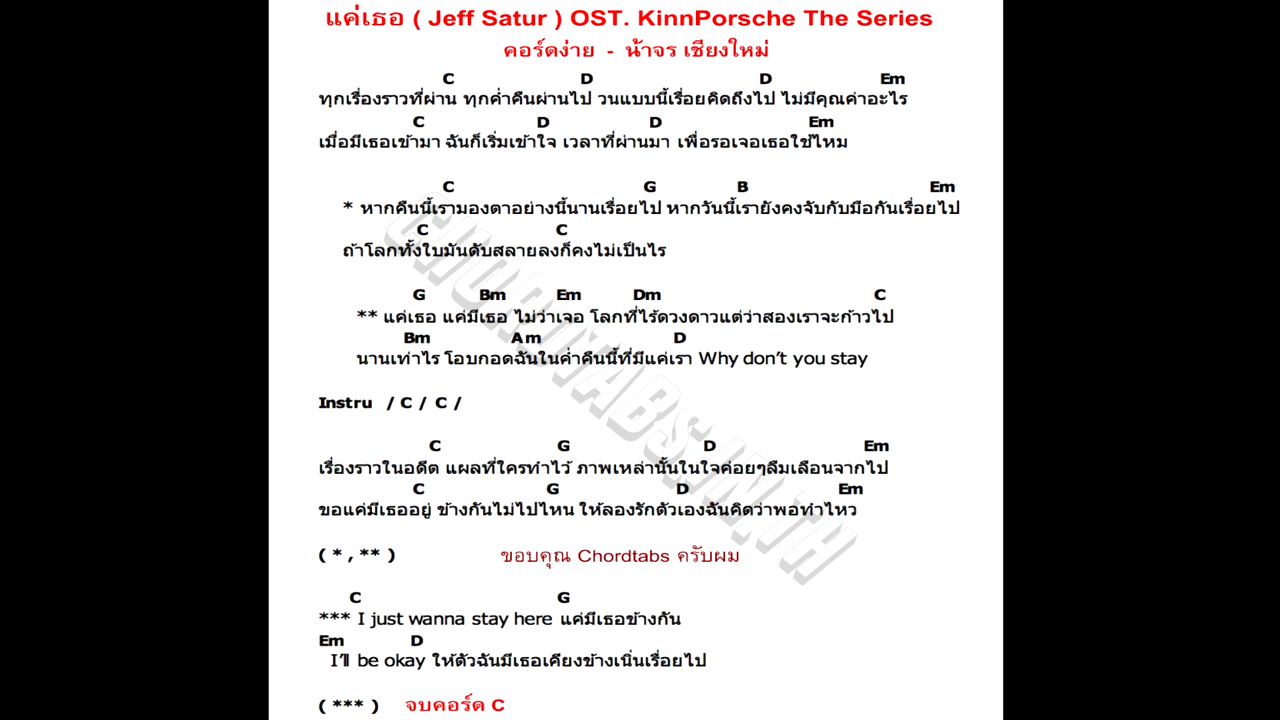 แค่เธอ ( Jeff Satur ) OST. KinnPorsche The Series
คอร์ดง่าย - น้าจร เชียงใหม่
C D D Em
ทุกเรื่องราวที่ผ่าน ทุกค่ำคืนผ่านไป วนแบบนี้เรื่อยคิดถึงไป ไม่มีคุณค่าอะไร
C D D Em
เมื่อมีเธอเข้ามา ฉันก็เริ่มเข้าใจ เวลาที่ผ่านมา เพื่อรอเจอเธอใช่ไหม
C G B Em
* หากคืนนี้เรามองตาอย่างนี้นานเรื่อยไป หากวันนี้เรายังคงจับกับมือกันเรื่อยไป
C C
ถ้าโลกทั้งใบมันดับสลายลงก็คงไม่เป็นไร
G Bm Em Dm C
** แค่เธอ แค่มีเธอ ไม่ว่าเจอ โลกที่ไร้ดวงดาวแต่ว่าสองเราจะก้าวไป
Bm Am D
นานเท่าไร โอบกอดฉันในค่ำคืนนี้ที่มีแค่เรา Why don't you stay
Instru / C / C /
C G D Em
เรื่องราวในอดีต แผลที่ใครทำไว้ ภาพเหล่านั้นในใจค่อยๆลืมเลือนจากไป
C G D Em
ขอแค่มีเธออยู่ ข้างกันไม่ไปไหน ให้ลองรักตัวเองฉันคิดว่าพอทำไหว
( * , ** ) ขอบคุณ Chordtabs ครับผม
C G
*** I just wanna stay here แค่มีเธอข้างกัน
Em D
I'll be okay ให้ตัวฉันมีเธอเคียงข้างเนิ่นเรื่อยไป
( *** ) จบคอร์ด C
CHORDTABS.IN.TH